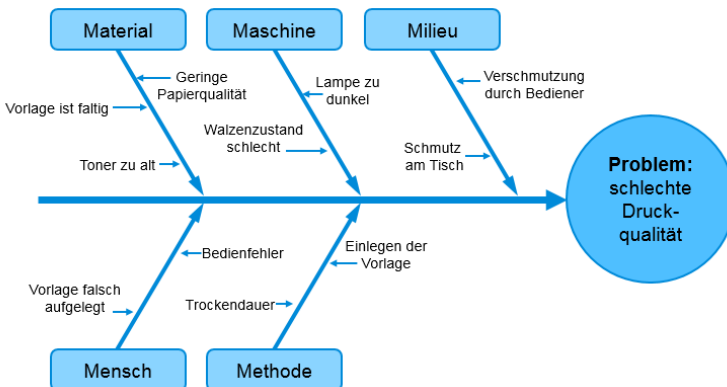 Material
Maschine
Milieu
Geringe
Papierqualität
Vorlage ist faltig
Toner zu alt
Lampe zu
dunkel
Walzenzustand
schlecht
Verschmutzung
durch Bediener
Schmutz
am Tisch
Problem:
schlechte
Druck-
qualität
Bedienfehler
Vorlage falsch
aufgelegt
Einlegen der
Vorlage
Trockendauer
Mensch
Methode